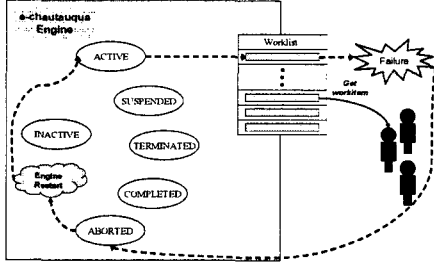 e-chautauqua
Engine
Worklist
ACTIVE
Failure
SUSPENDED
Get
workitem
INACTIVE
TERMINATED
Engine
Restart
COMPLETED
ABORTED